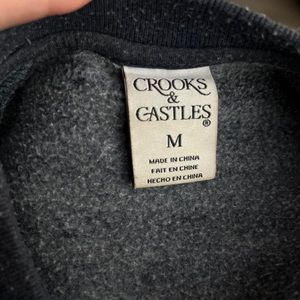 CROOKS
&
CASTLES®
M
MADE IN CHINA
FAIT EN CHINE
HECHO EN CHINA